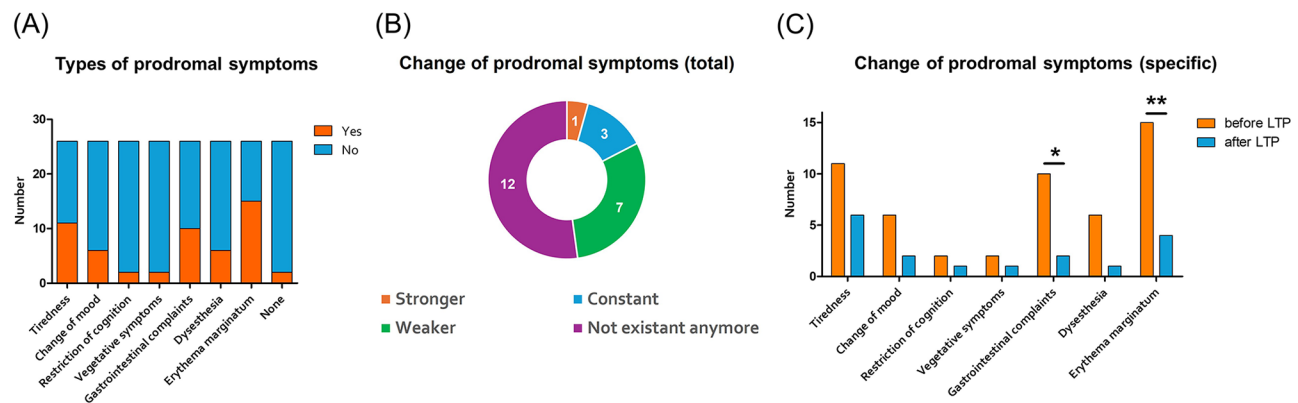 (A)
Types of prodromal symptoms
30
20
10
0
Number
Yes
No
Tiredness
Change of mood
Restriction of cognition
Vegetative symptoms
Gastrointestinal complaints
Dysesthesia
Erythema marginatum
None
(B)
Change of prodromal symptoms (total)
1
3
7
12
Stronger
Constant
Weaker
Not existant anymore
(C)
Change of prodromal symptoms (specific)
15
10
5
0
Number
*
**
before LTP
after LTP
Tiredness
Change of mood
Restriction of cognition
Vegetative symptoms
Gastrointestinal complaints
Dysesthesia
Erythema marginatum